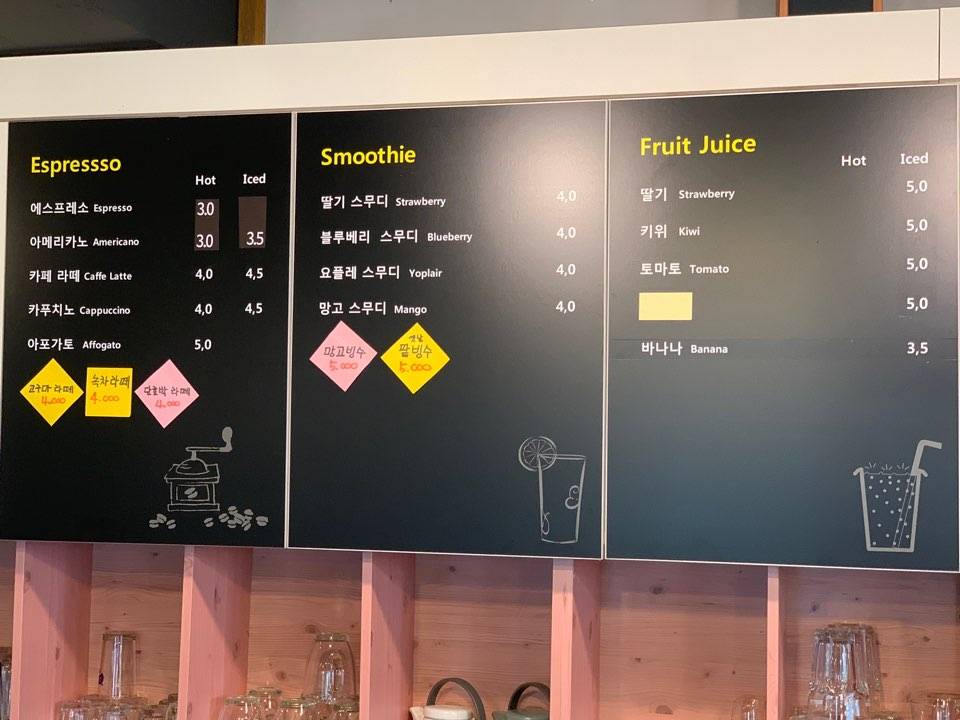 Espressso
Hot Iced
에스프레소 Espresso 3.0
아메리카노 Americano 3.0 3.5
카페 라떼 Caffe Latte 4,0 4,5
카푸치노 Cappuccino 4,0 4,5
아포가토 Affogato 5,0
고구마 라떼
4.000
녹차라떼
4.000
단호박 라떼
4.000
Smoothie
딸기 스무디 Strawberry 4,0
블루베리 스무디 Blueberry 4,0
요플레 스무디 Yoplair 4,0
망고 스무디 Mango 4,0
망고빙수
5.000
옛날
팥빙수
5.000
Fruit Juice
Hot Iced
딸기 Strawberry 5,0
키위 Kiwi 5,0
토마토 Tomato 5,0
5,0
바나나 Banana 3,5